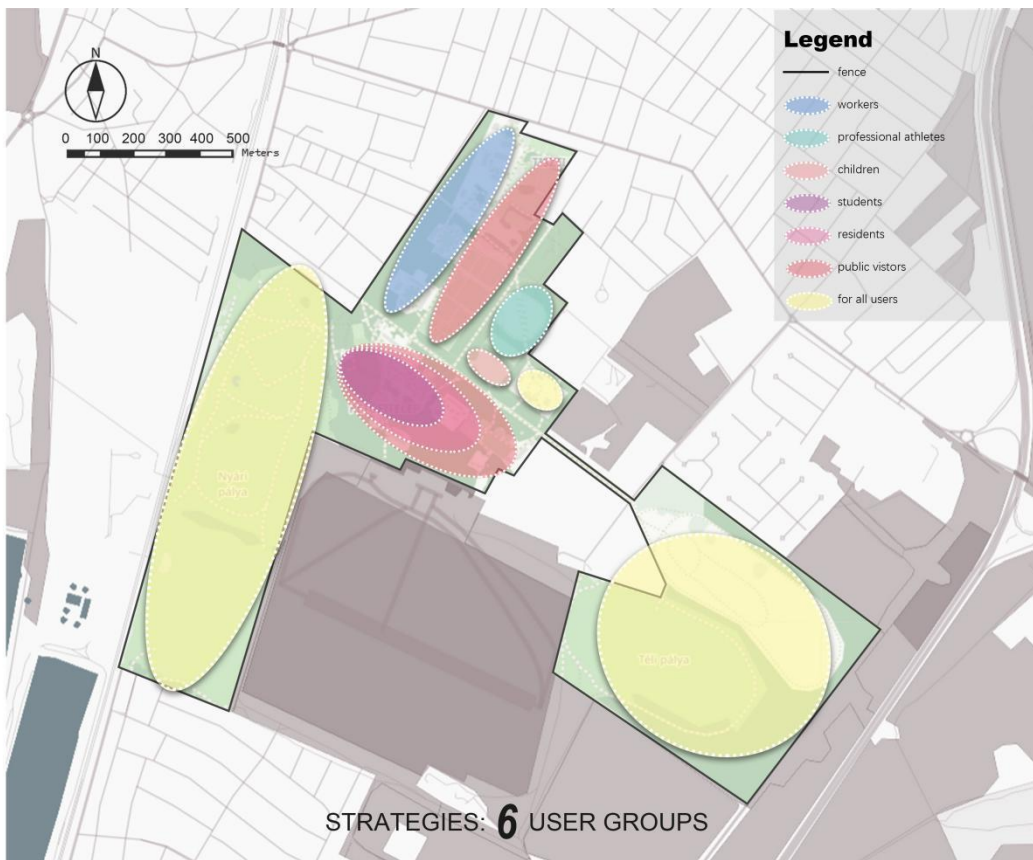 N
0 100 200 300 400 500
Meters
Legend
fence
workers
professional athletes
children
students
residents
public vistors
for all users
Nyári
pálya
Téli pálya
STRATEGIES: 6 USER GROUPS